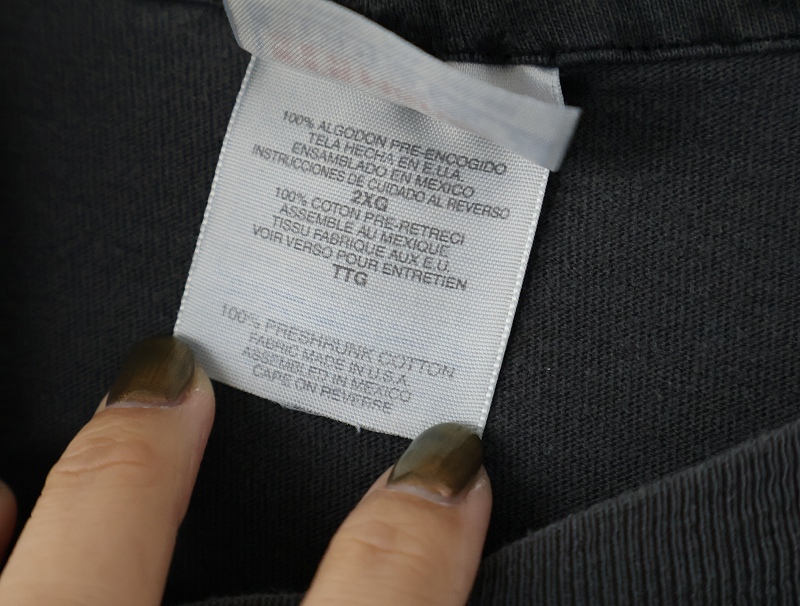 100% ALGODON PRE-ENCOGIDO
TELA HECHA EN E.U.A.
ENSAMBLADO EN MEXICO
INSTRUCCIONES DE CUIDADO AL REVERSO
2XG
100% COTON PRE-RETRECI
ASSEMBLE AU MEXIQUE
TISSU FABRIQUE AUX E.U.
VOIR VERSO POUR ENTRETIEN
TTG
100% PRESHRUNK COTTON
FABRIC MADE IN U.S.A.
ASSEMBLED IN MEXICO
CARE ON REVERSE